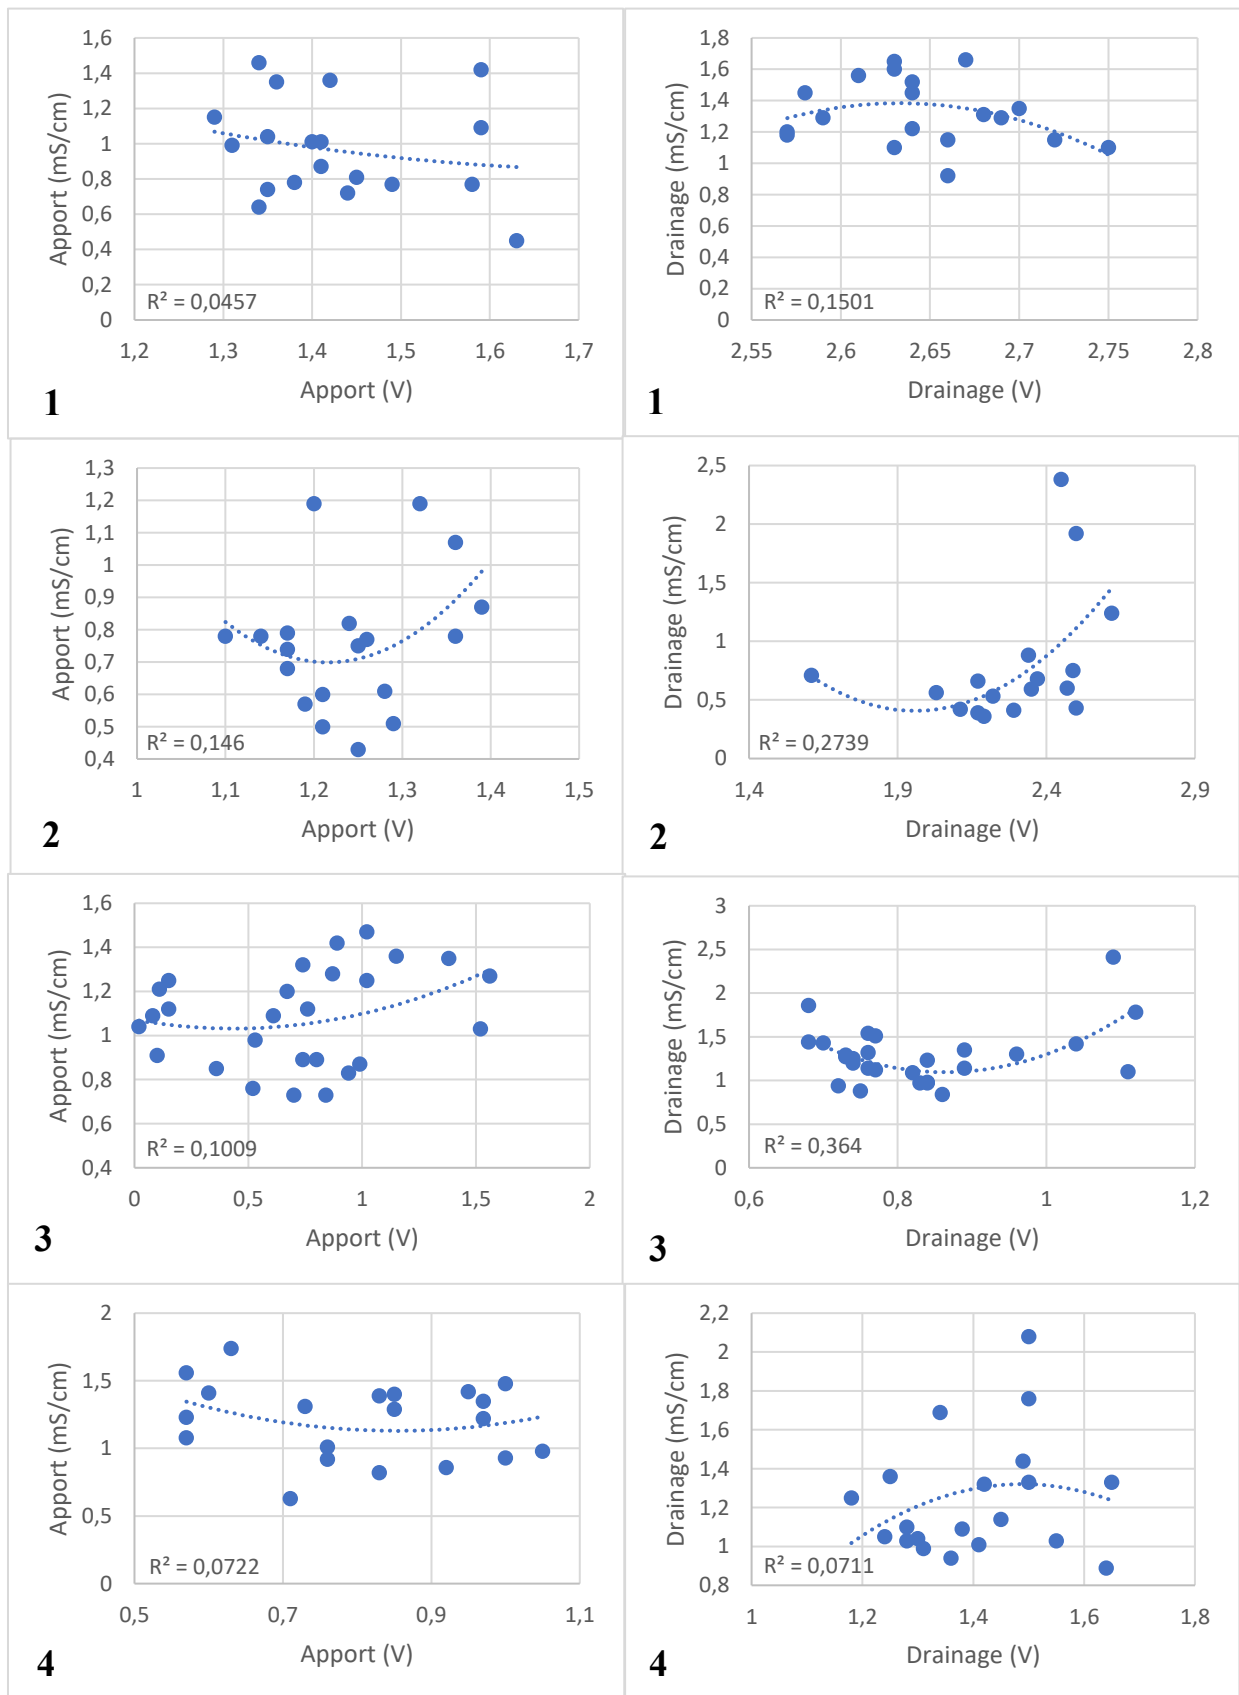 1,6
1,4
1,2
1
0,8
0,6
0,4
0,2
0
Apport (mS/cm)
R² = 0,0457
1,2 1,3 1,4 1,5 1,6 1,7
Apport (V)
1
1,8
1,6
1,4
1,2
1
0,8
0,6
0,4
0,2
0
Drainage (mS/cm)
R² = 0,1501
2,55 2,6 2,65 2,7 2,75 2,8
Drainage (V)
1
1,3
1,2
1,1
1
0,9
0,8
0,7
0,6
0,5
0,4
Apport (mS/cm)
R² = 0,146
1 1,1 1,2 1,3 1,4 1,5
Apport (V)
2
2,5
2
1,5
1
0,5
0
Drainage (mS/cm)
R² = 0,2739
1,4 1,9 2,4 2,9
Drainage (V)
2
1,6
1,4
1,2
1
0,8
0,6
0,4
Apport (mS/cm)
R² = 0,1009
0 0,5 1 1,5 2
Apport (V)
3
3
2,5
2
1,5
1
0,5
0
Drainage (mS/cm)
R² = 0,364
0,6 0,8 1 1,2
Drainage (V)
3
2
1,5
1
0,5
0
Apport (mS/cm)
R² = 0,0722
0,5 0,7 0,9 1,1
Apport (V)
4
2,2
2
1,8
1,6
1,4
1,2
1
0,8
Drainage (mS/cm)
R² = 0,0711
1 1,2 1,4 1,6 1,8
Drainage (V)
4